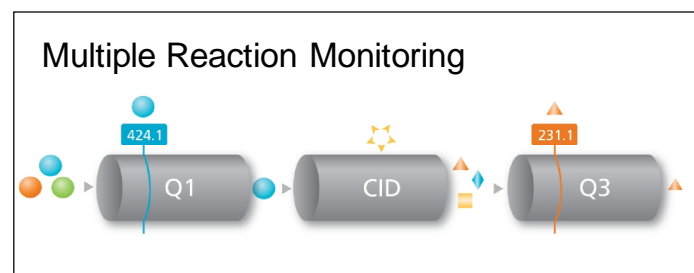 Multiple Reaction Monitoring
424.1
231.1
Q1
CID
Q3